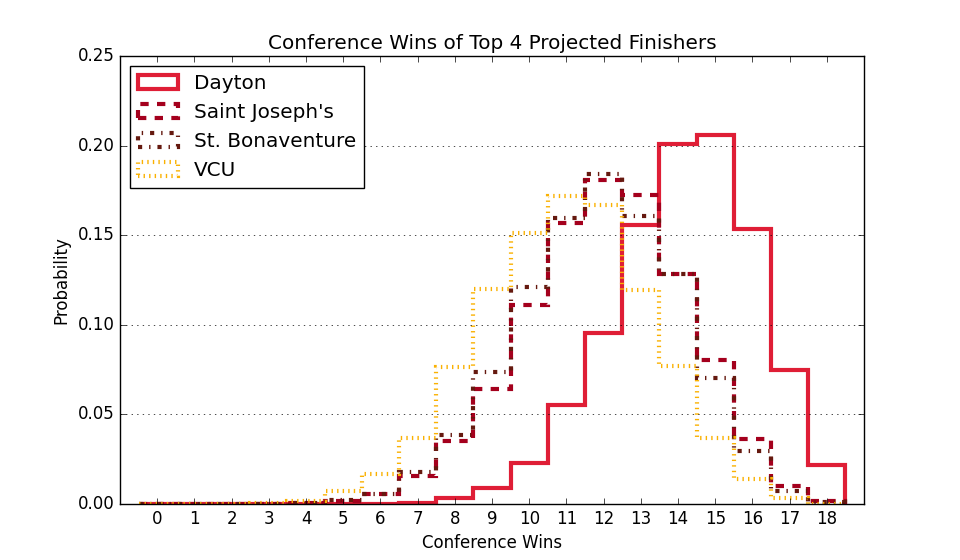 Conference Wins of Top 4 Projected Finishers
0.25
0.20
0.15
0.10
0.05
0.00
Probability
Dayton
Saint Joseph's
St. Bonaventure
VCU
0 1 2 3 4 5 6 7 8 9 10 11 12 13 14 15 16 17 18
Conference Wins